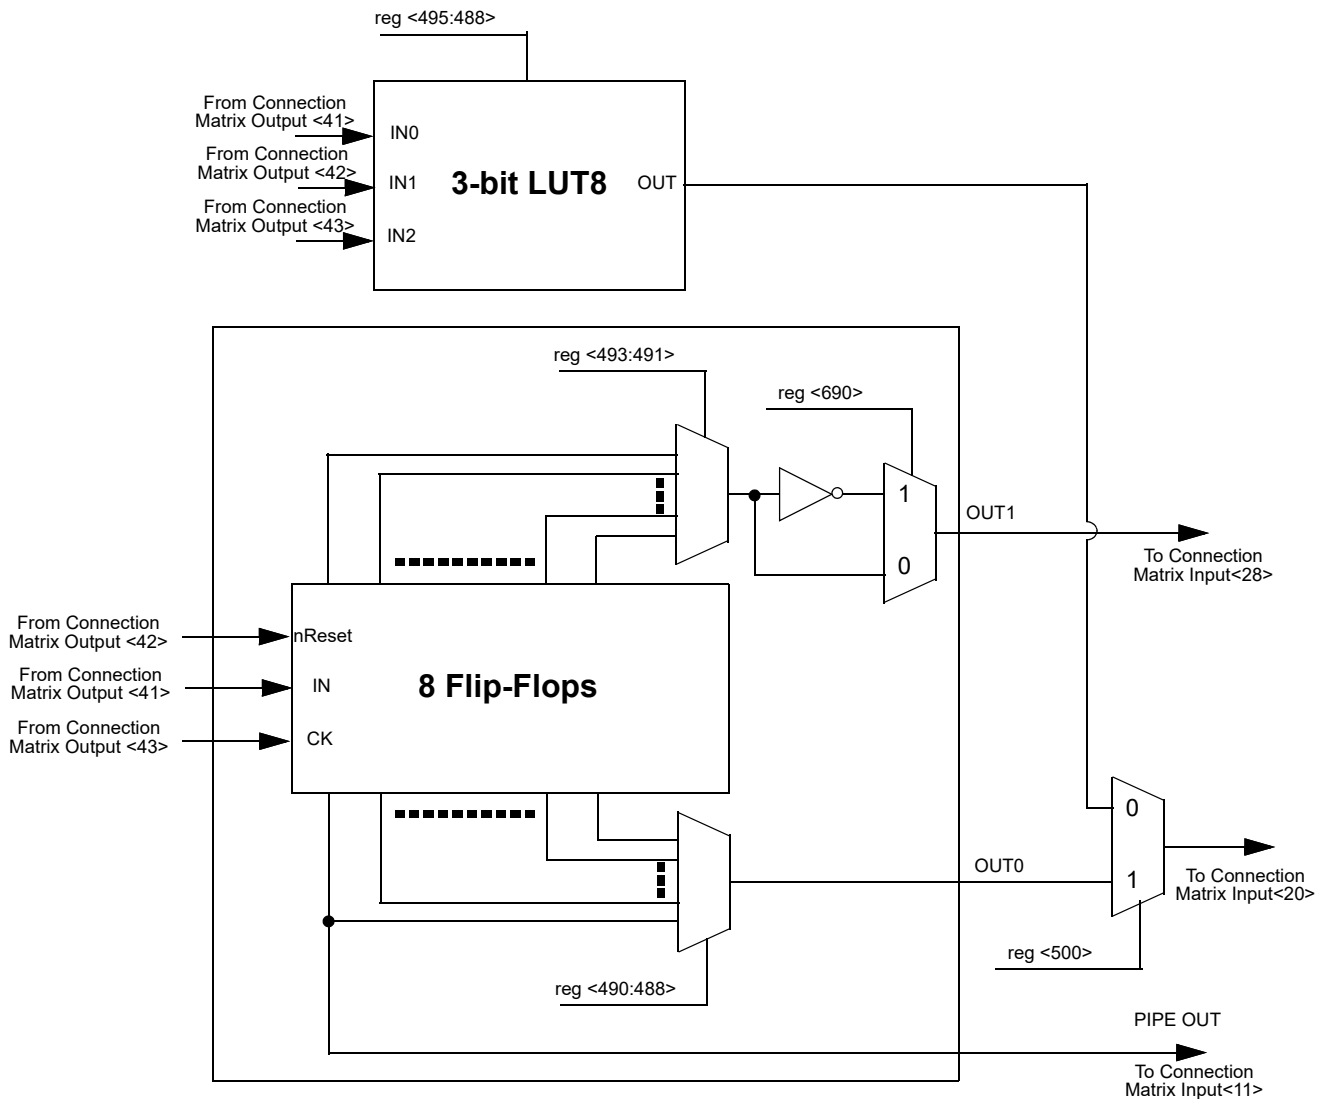 reg <495:488>
From Connection
Matrix Output <41>
IN0
From Connection
Matrix Output <42>
IN1
3-bit LUT8
OUT
From Connection
Matrix Output <43>
IN2
reg <493:491>
reg <690>
1
OUT1
0
To Connection
Matrix Input<28>
From Connection
Matrix Output <42>
nReset
From Connection
Matrix Output <41>
IN
8 Flip-Flops
From Connection
Matrix Output <43>
CK
0
OUT0
1
To Connection
Matrix Input<20>
reg <500>
reg <490:488>
PIPE OUT
To Connection
Matrix Input<11>